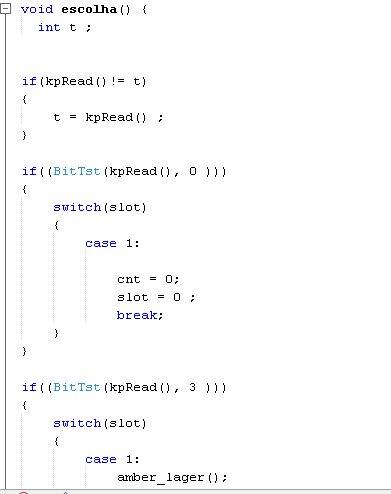 void escolha() {
int t ;
if(kpRead()!= t)
{
t = kpRead() ;
}
if((BitTst(kpRead(), 0 )))
{
switch(slot)
{
case 1:
cnt = 0;
slot = 0 ;
break;
}
}
if((BitTst(kpRead(), 3 )))
{
switch(slot)
{
case 1:
amber_lager();